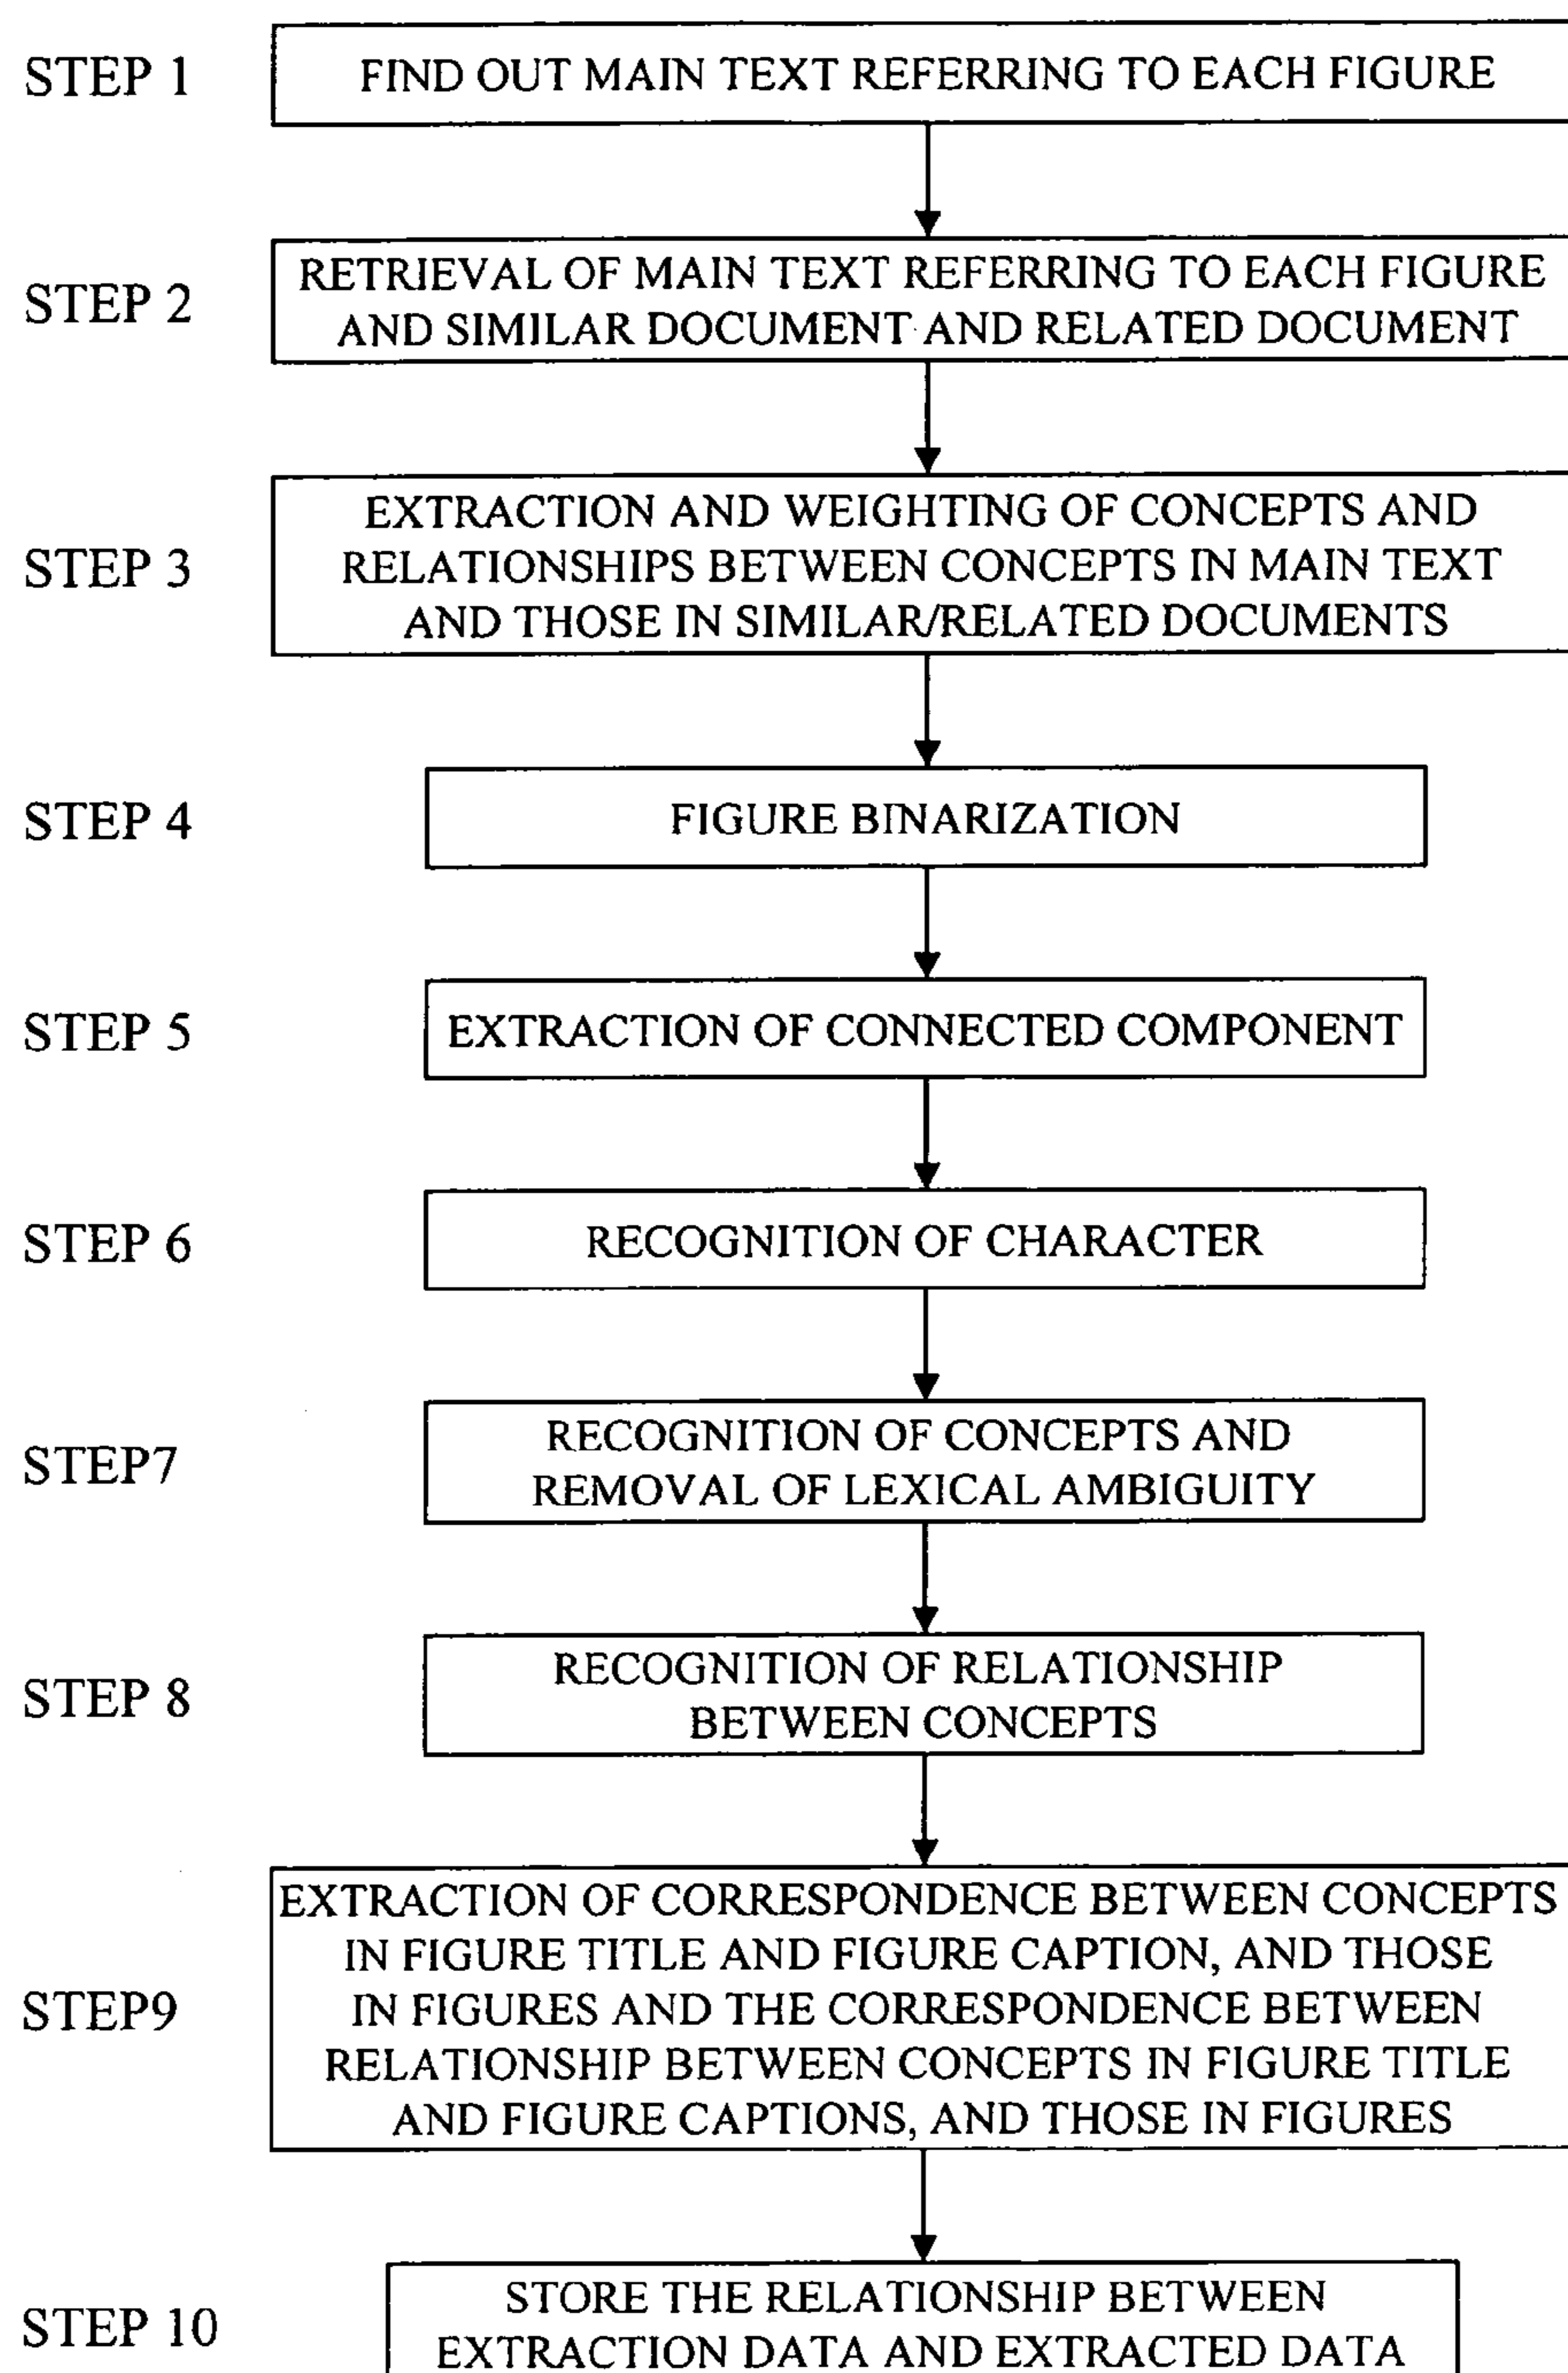 STEP 1
FIND OUT MAIN TEXT REFERRING TO EACH FIGURE
STEP 2
RETRIEVAL OF MAIN TEXT REFERRING TO EACH FIGURE
AND SIMILAR DOCUMENT AND RELATED DOCUMENT
STEP 3
EXTRACTION AND WEIGHTING OF CONCEPTS AND
RELATIONSHIPS BETWEEN CONCEPTS IN MAIN TEXT
AND THOSE IN SIMILAR/RELATED DOCUMENTS
STEP 4
FIGURE BINARIZATION
STEP 5
EXTRACTION OF CONNECTED COMPONENT
STEP 6
RECOGNITION OF CHARACTER
STEP7
RECOGNITION OF CONCEPTS AND
REMOVAL OF LEXICAL AMBIGUITY
STEP 8
RECOGNITION OF RELATIONSHIP
BETWEEN CONCEPTS
STEP9
EXTRACTION OF CORRESPONDENCE BETWEEN CONCEPTS
IN FIGURE TITLE AND FIGURE CAPTION, AND THOSE
IN FIGURES AND THE CORRESPONDENCE BETWEEN
RELATIONSHIP BETWEEN CONCEPTS IN FIGURE TITLE
AND FIGURE CAPTIONS, AND THOSE IN FIGURES
STEP 10
STORE THE RELATIONSHIP BETWEEN
EXTRACTION DATA AND EXTRACTED DATA